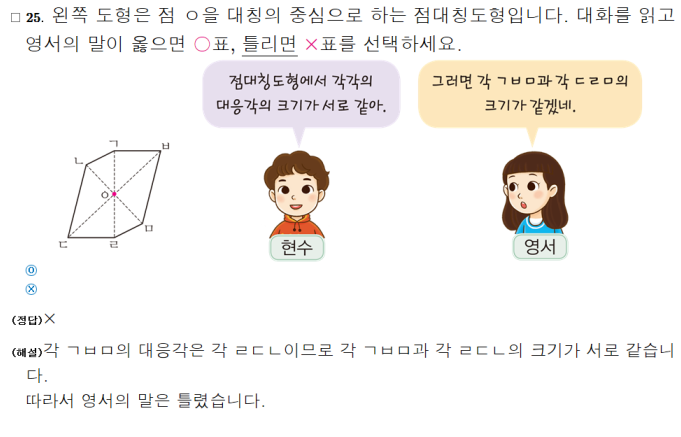 □ 25. 왼쪽 도형은 점 ㅇ을 대칭의 중심으로 하는 점대칭도형입니다. 대화를 읽고
영서의 말이 옳으면 ○표, 틀리면 ×표를 선택하세요.
점대칭도형에서 각각의
대응각의 크기가 서로 같아.
그러면 각 ㄱㅂㅁ과 각 ㄷㄹㅁ의
크기가 같겠네.
ㄱ
ㅂ
ㄴ
ㅇ
ㅁ
ㄷ
ㄹ
현수
영서
ⓞ
ⓧ
(정답)×
(해설)각 ㄱㅂㅁ의 대응각은 각 ㄹㄷㄴ이므로 각 ㄱㅂㅁ과 각 ㄹㄷㄴ의 크기가 서로 같습니
다.
따라서 영서의 말은 틀렸습니다.